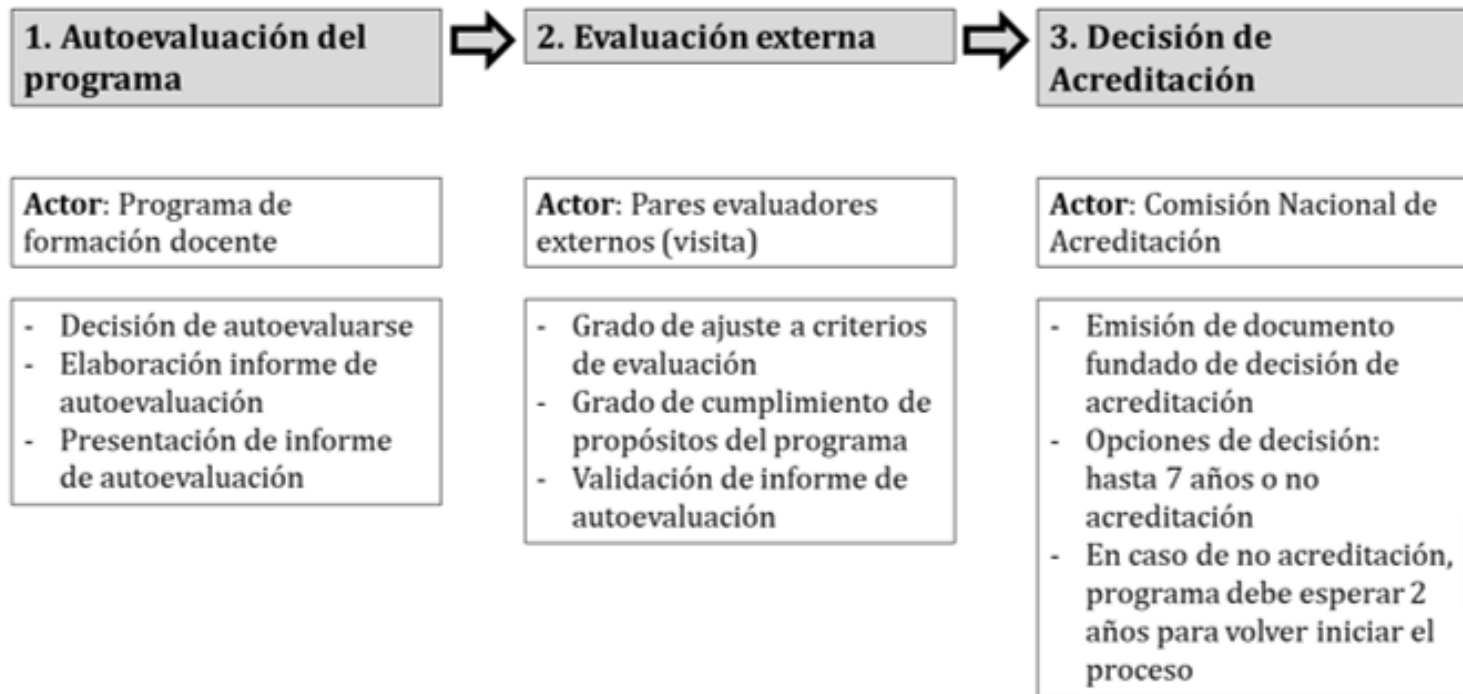 1. Autoevaluación del
programa
2. Evaluación externa
3. Decisión de
Acreditación
Actor: Programa de
formación docente
Actor: Pares evaluadores
externos (visita)
Actor: Comisión Nacional de
Acreditación
- Decisión de autoevaluarse
- Elaboración informe de
autoevaluación
- Presentación de informe
de autoevaluación
- Grado de ajuste a criterios
de evaluación
- Grado de cumplimiento de
propósitos del programa
- Validación de informe de
autoevaluación
- Emisión de documento
fundado de decisión de
acreditación
- Opciones de decisión:
hasta 7 años o no
acreditación
- En caso de no acreditación,
programa debe esperar 2
años para volver iniciar el
proceso